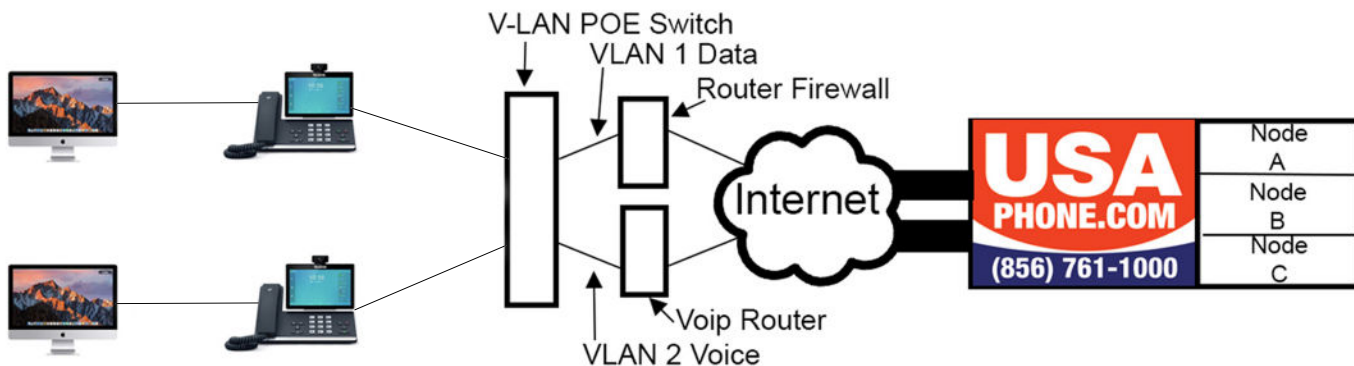 V-LAN POE Switch
VLAN 1 Data
Router Firewall
Internet
Voip Router
VLAN 2 Voice
USA
PHONE.COM
(856) 761-1000
Node
A
Node
B
Node
C